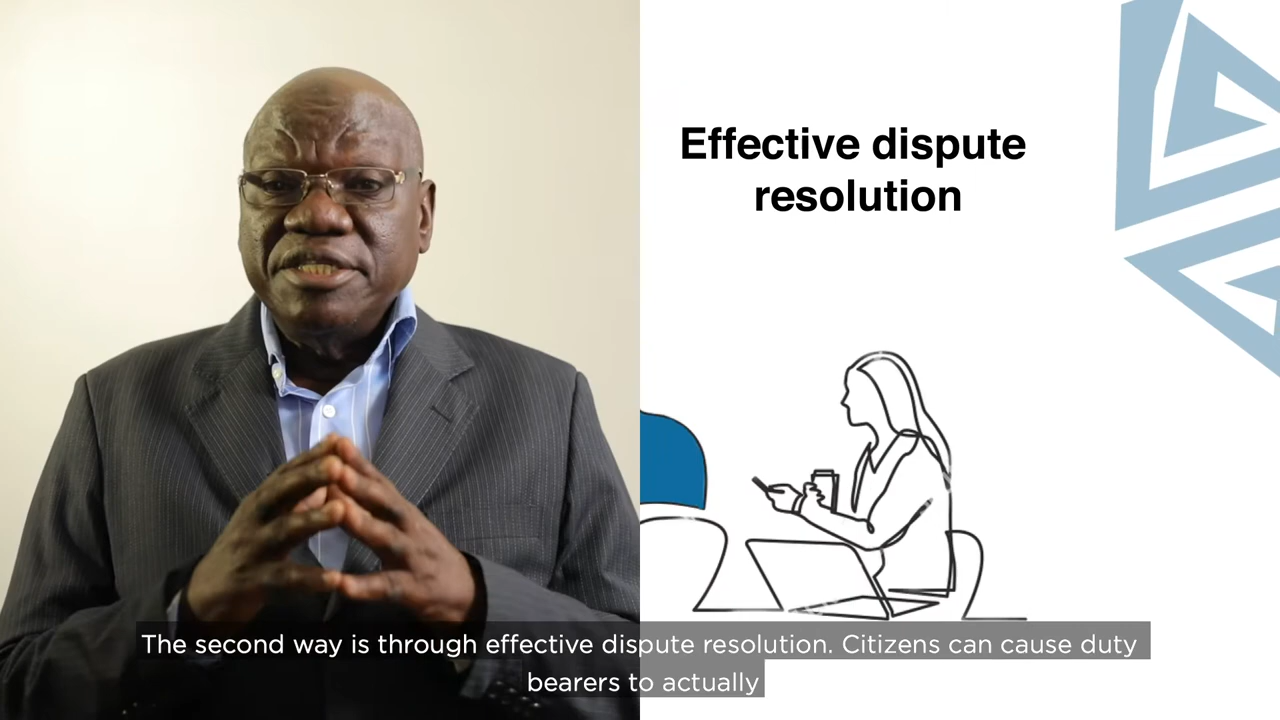 Effective dispute
resolution
The second way is through effective dispute resolution. Citizens can cause duty
bearers to actually